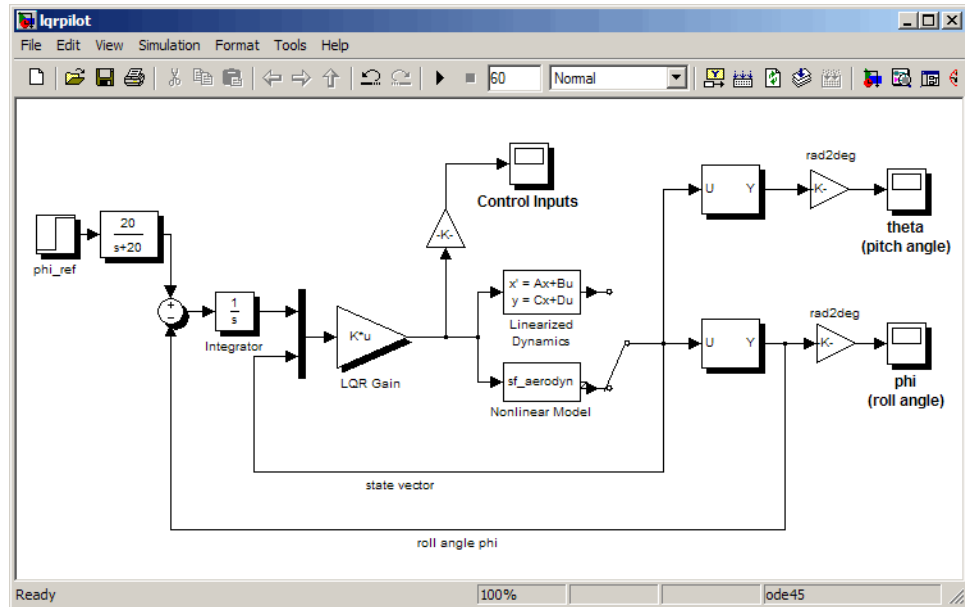 lqrpilot
File Edit View Simulation Format Tools Help
60 Normal
Control Inputs
-K-
phi_ref
20
s+20
+
−
1
s
Integrator
K*u
LQR Gain
x' = Ax+Bu
y = Cx+Du
Linearized
Dynamics
sf_aerodyn
Nonlinear Model
U Y
rad2deg
-K-
theta
(pitch angle)
U Y
rad2deg
-K-
phi
(roll angle)
state vector
roll angle phi
Ready 100% ode45